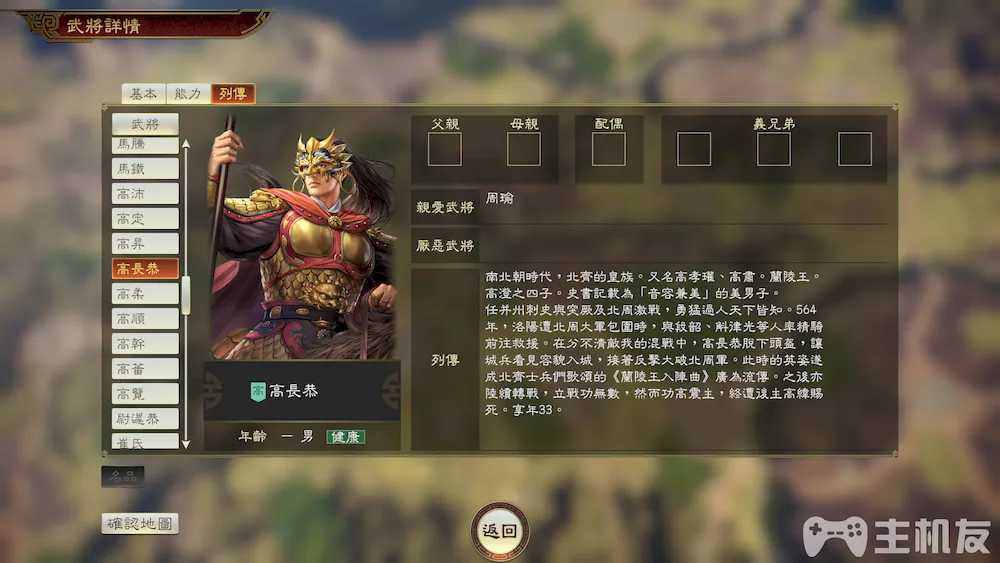 武將詳情
基本 能力 列傳
武將
馬騰
馬鐵
高沛
高定
高昇
高長恭
高柔
高順
高幹
高蕃
高覽
尉遲恭
崔氏
高 高長恭
年齡 — 男 健康
父親 母親 配偶 義兄弟
親愛武將 周瑜
厭惡武將
列傳
南北朝時代,北齊的皇族。又名高孝瓘、高肅。蘭陵王。
高澄之四子。史書記載為「音容兼美」的美男子。
任并州刺史與突厥及北周激戰,勇猛過人天下皆知。564
年,洛陽遭北周大軍包圍時,與段韶、斛律光等人率精騎
前往救援。在分不清敵我的混戰中,高長恭脫下頭盔,讓
城兵看見容貌入城,接著反擊大破北周軍。此時的英姿遂
成北齊士兵們歌頌的《蘭陵王入陣曲》廣為流傳。之後亦
陸續轉戰,立戰功無數,然而功高震主,終遭後主高緯賜
死。享年33。
名品
確認地圖
返回
主机友